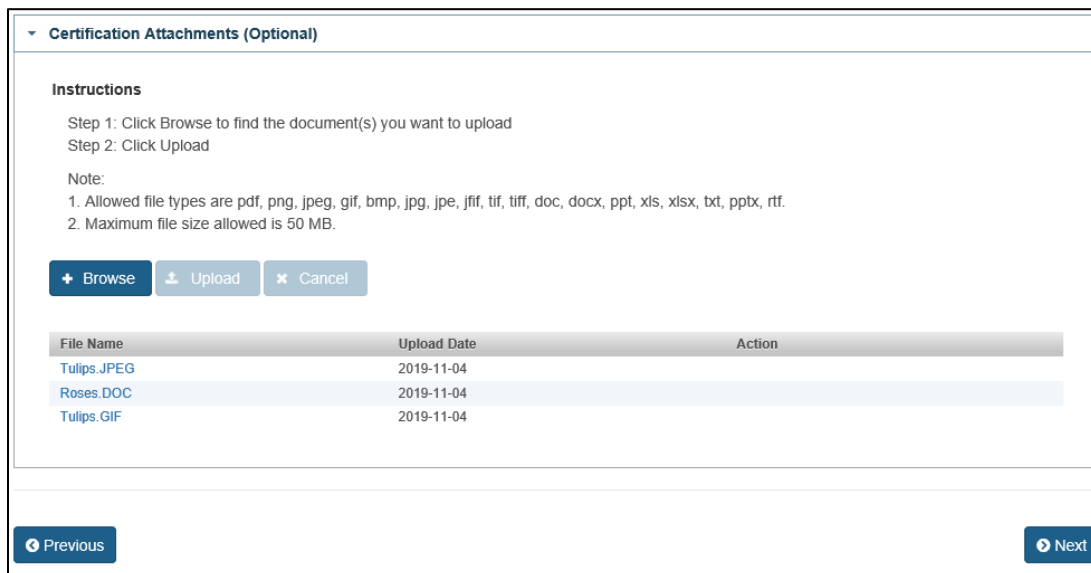 Certification Attachments (Optional)
Instructions
Step 1: Click Browse to find the document(s) you want to upload
Step 2: Click Upload
Note:
1. Allowed file types are pdf, png, jpeg, gif, bmp, jpg, jpe, jfif, tif, tiff, doc, docx, ppt, xls, xlsx, txt, pptx, rtf.
2. Maximum file size allowed is 50 MB.
Browse Upload Cancel
File Name Upload Date Action
Tulips.JPEG 2019-11-04
Roses.DOC 2019-11-04
Tulips.GIF 2019-11-04
Previous Next